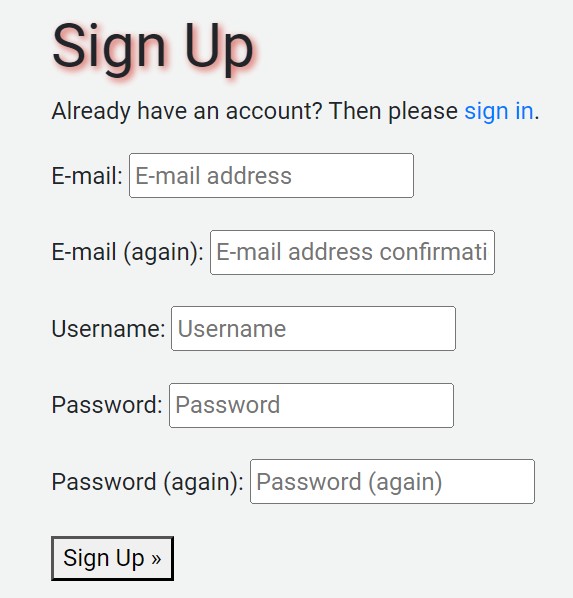 Sign Up
Already have an account? Then please sign in.
E-mail: E-mail address
E-mail (again): E-mail address confirmati
Username: Username
Password: Password
Password (again): Password (again)
Sign Up »